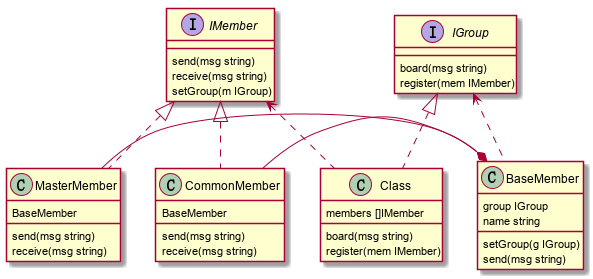 I IMember
send(msg string)
receive(msg string)
setGroup(m IGroup)
I IGroup
board(msg string)
register(mem IMember)
C MasterMember
BaseMember
send(msg string)
receive(msg string)
C CommonMember
BaseMember
send(msg string)
receive(msg string)
C Class
members []IMember
board(msg string)
register(mem IMember)
C BaseMember
group IGroup
name string
setGroup(g IGroup)
send(msg string)